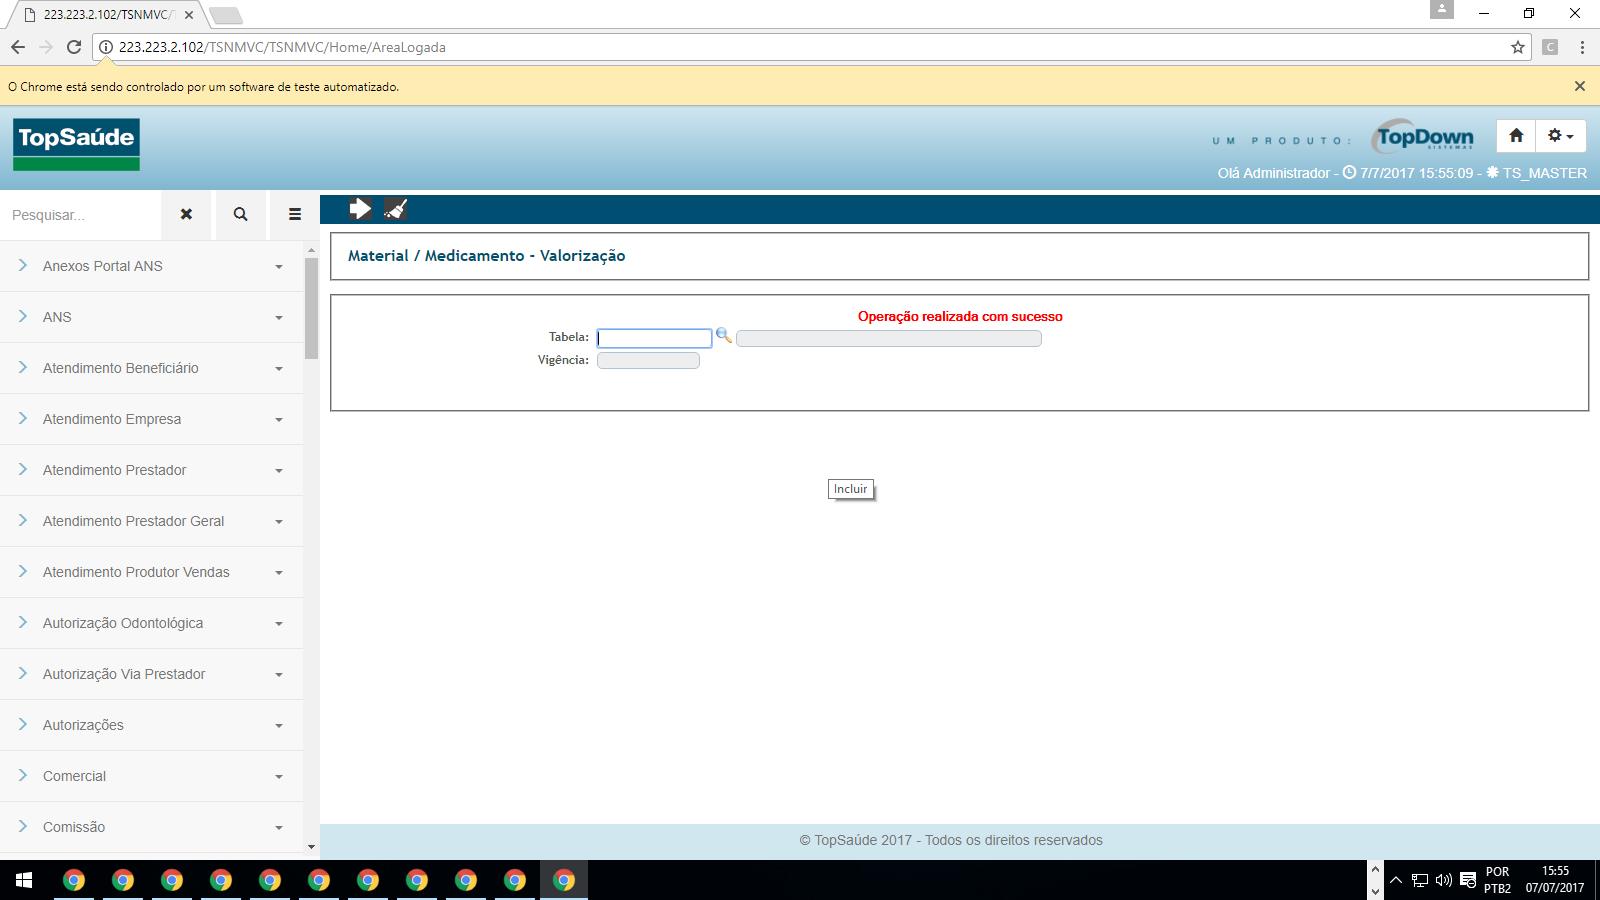 223.223.2.102/TSNMVC/T
223.223.2.102/TSNMVC/TSNMVC/Home/AreaLogada
C
O Chrome está sendo controlado por um software de teste automatizado.
TopSaúde
UM PRODUTO:
TopDown
SISTEMAS
Olá Administrador - 7/7/2017 15:55:09 - TS_MASTER
Pesquisar...
Material / Medicamento - Valorização
Anexos Portal ANS
ANS
Atendimento Beneficiário
Atendimento Empresa
Atendimento Prestador
Atendimento Prestador Geral
Atendimento Produtor Vendas
Autorização Odontológica
Autorização Via Prestador
Autorizações
Comercial
Comissão
Operação realizada com sucesso
Tabela:
Vigência:
Incluir
© TopSaúde 2017 - Todos os direitos reservados
POR
PTB2
15:55
07/07/2017